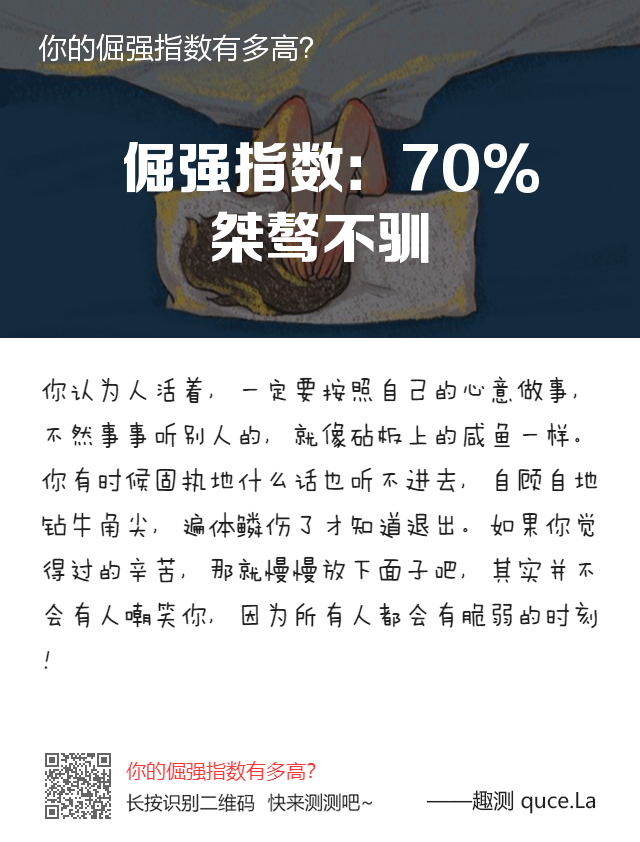 你的倔强指数有多高?
倔强指数：70%
桀骜不驯
你认为人活着，一定要按照自己的心意做事，
不然事事听别人的，就像砧板上的咸鱼一样。
你有时候固执地什么话也听不进去，自顾自地
钻牛角尖，遍体鳞伤了才知道退出。如果你觉
得过的辛苦，那就慢慢放下面子吧，其实并不
会有人嘲笑你，因为所有人都会有脆弱的时刻
！
你的倔强指数有多高?
长按识别二维码 快来测测吧~
——趣测 quce.La